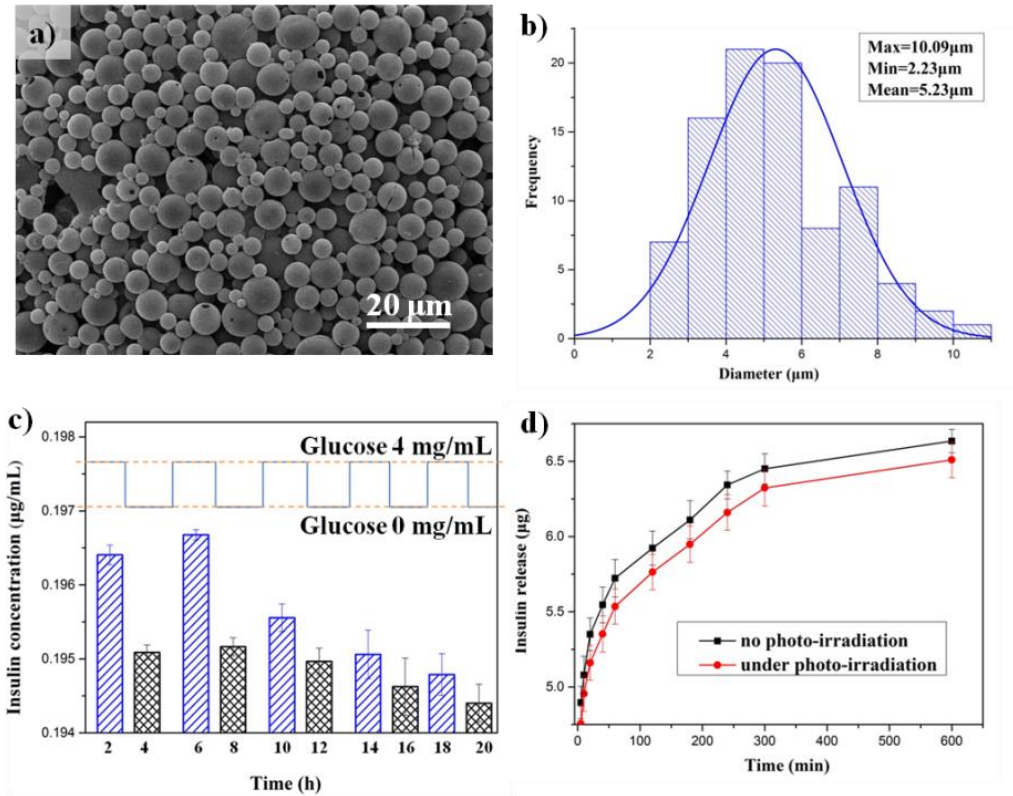 a)
20 μm
b)
Max=10.09μm
Min=2.23μm
Mean=5.23μm
Frequency
20
15
10
5
0
0 2 4 6 8 10
Diameter (μm)
c)
Insulin concentration (μg/mL)
0.198
0.197
0.196
0.195
0.194
Glucose 4 mg/mL
Glucose 0 mg/mL
2 4 6 8 10 12 14 16 18 20
Time (h)
d)
Insulin release (μg)
6.5
6.0
5.5
5.0
no photo-irradiation
under photo-irradiation
0 100 200 300 400 500 600
Time (min)